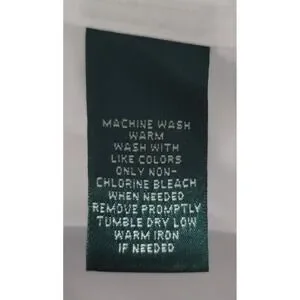 MACHINE WASH
WARM
WASH WITH
LIKE COLORS
ONLY NON-
CHLORINE BLEACH
WHEN NEEDED
REMOVE PROMPTLY
TUMBLE DRY LOW
WARM IRON
IF NEEDED